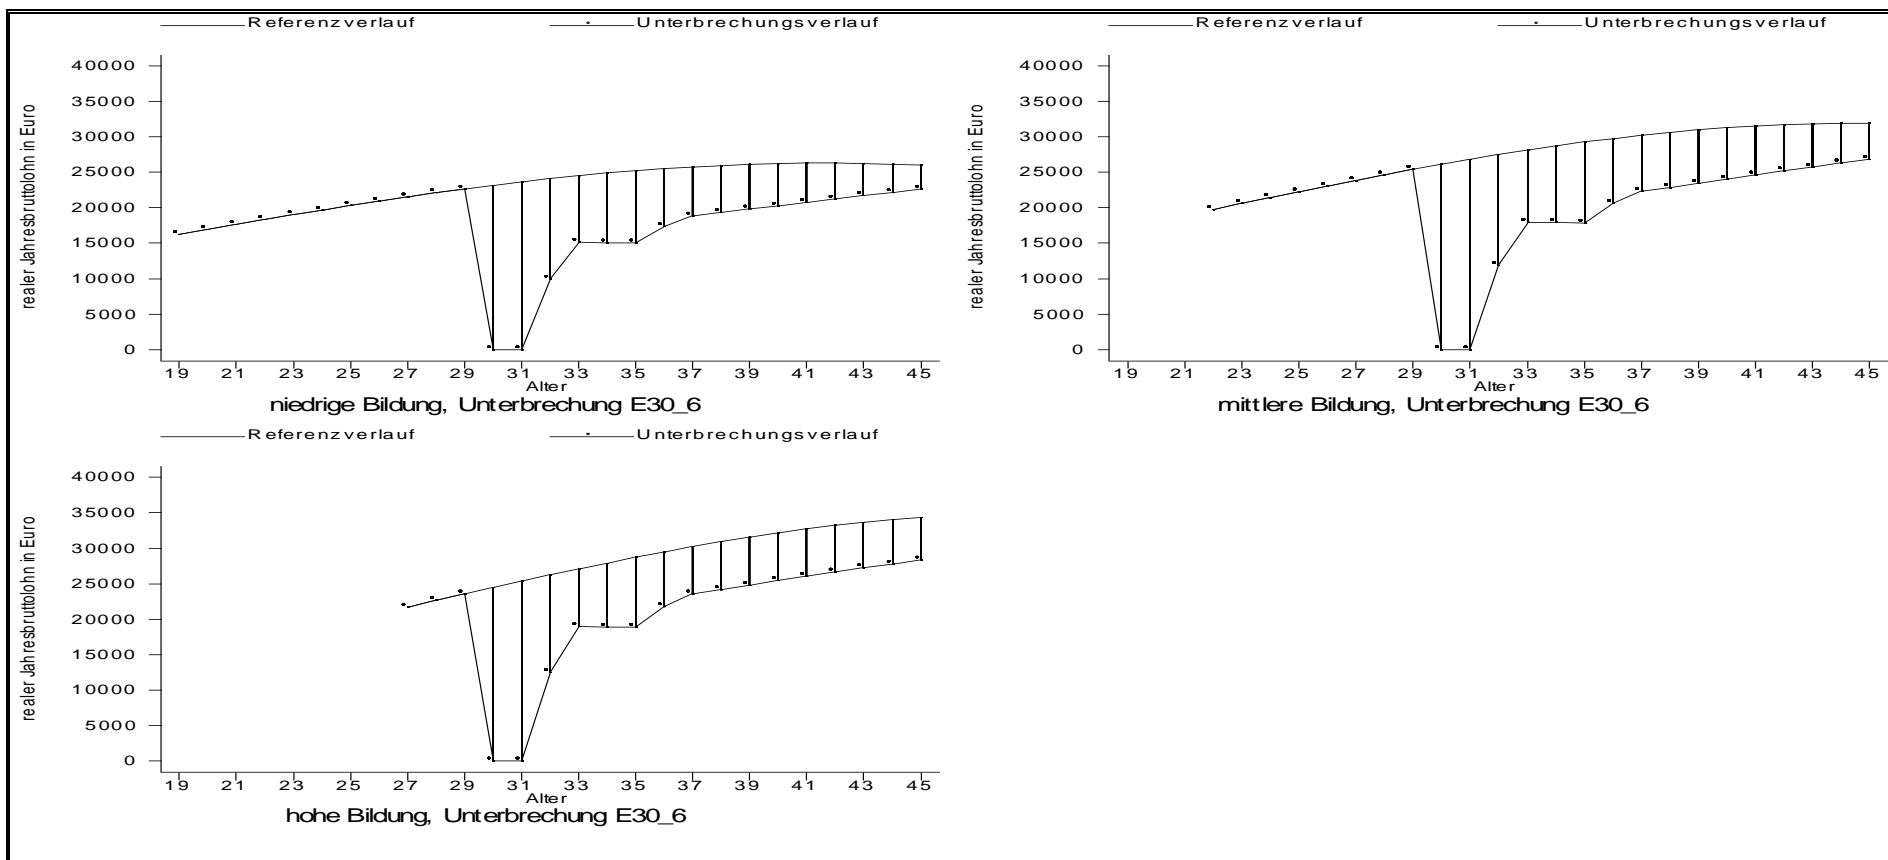 Referenzverlauf Unterbrechungsverlauf
40000
35000
30000
25000
20000
15000
10000
5000
0
realer Jahresbruttolohn in Euro
19 21 23 25 27 29 31 33 35 37 39 41 43 45
Alter
niedrige Bildung, Unterbrechung E30_6
Referenzverlauf Unterbrechungsverlauf
40000
35000
30000
25000
20000
15000
10000
5000
0
realer Jahresbruttolohn in Euro
19 21 23 25 27 29 31 33 35 37 39 41 43 45
Alter
mittlere Bildung, Unterbrechung E30_6
Referenzverlauf Unterbrechungsverlauf
40000
35000
30000
25000
20000
15000
10000
5000
0
realer Jahresbruttolohn in Euro
19 21 23 25 27 29 31 33 35 37 39 41 43 45
Alter
hohe Bildung, Unterbrechung E30_6